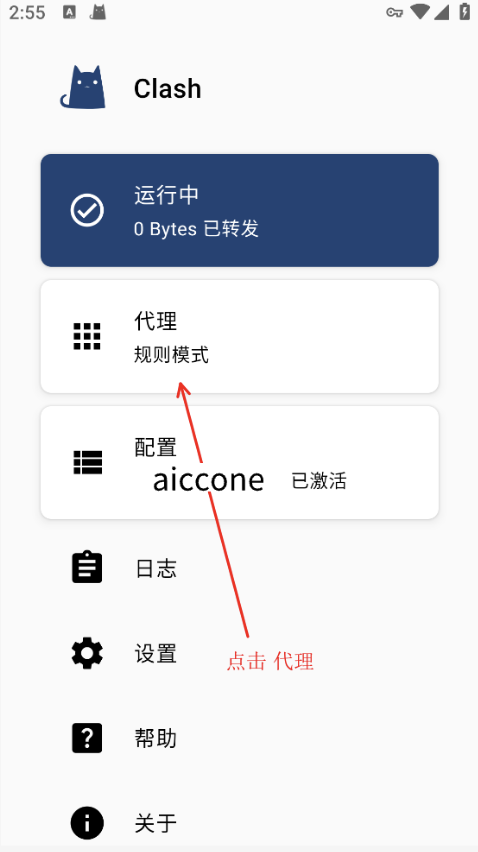 2:55
A
Clash
运行中
0 Bytes 已转发
代理
规则模式
配置
aiccone 已激活
日志
设置
点击 代理
帮助
关于